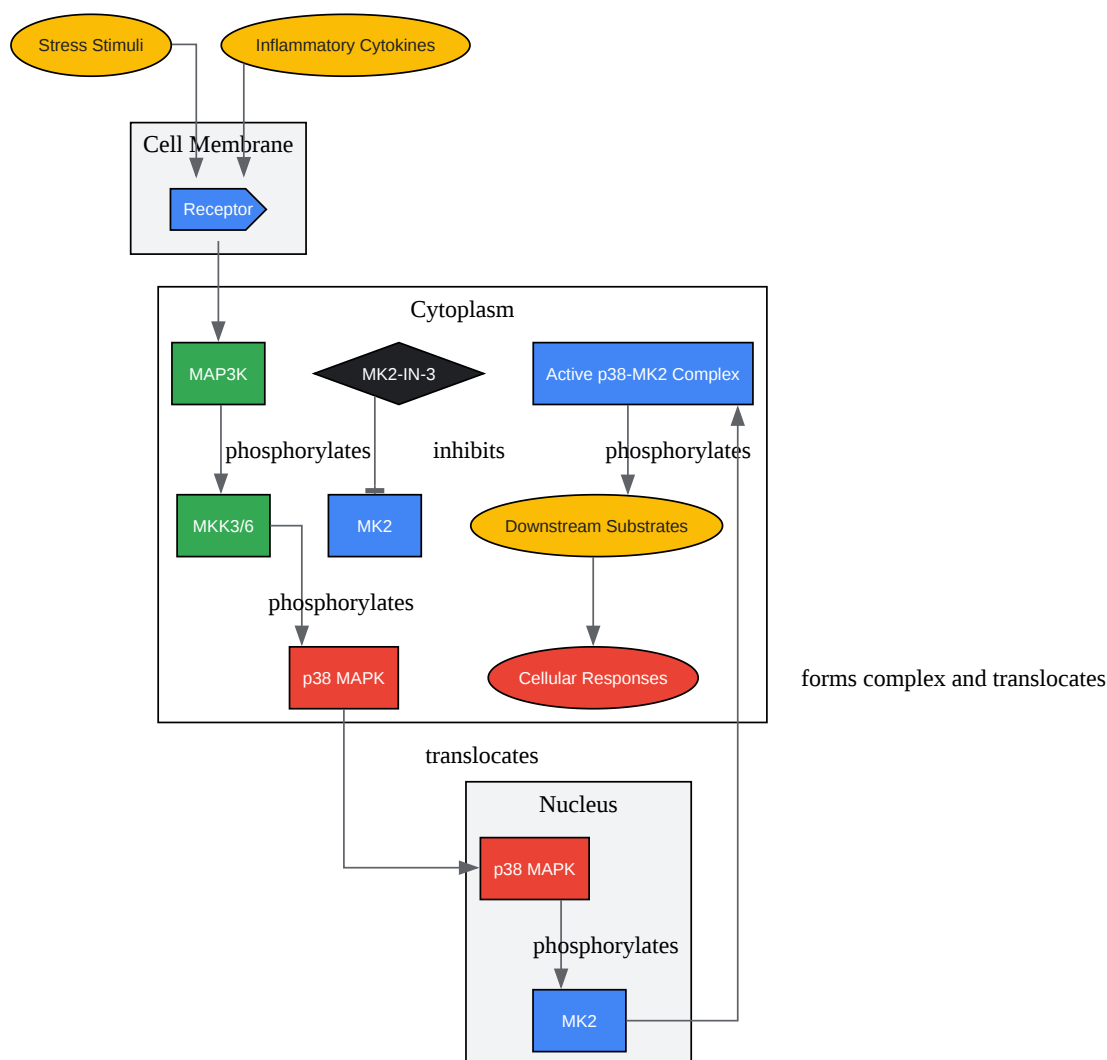 Stress Stimuli
Inflammatory Cytokines
Cell Membrane
Receptor
Cytoplasm
MAP3K
MK2-IN-3
Active p38-MK2 Complex
phosphorylates
inhibits
phosphorylates
MKK3/6
MK2
Downstream Substrates
phosphorylates
p38 MAPK
Cellular Responses
forms complex and translocates
translocates
Nucleus
p38 MAPK
phosphorylates
MK2